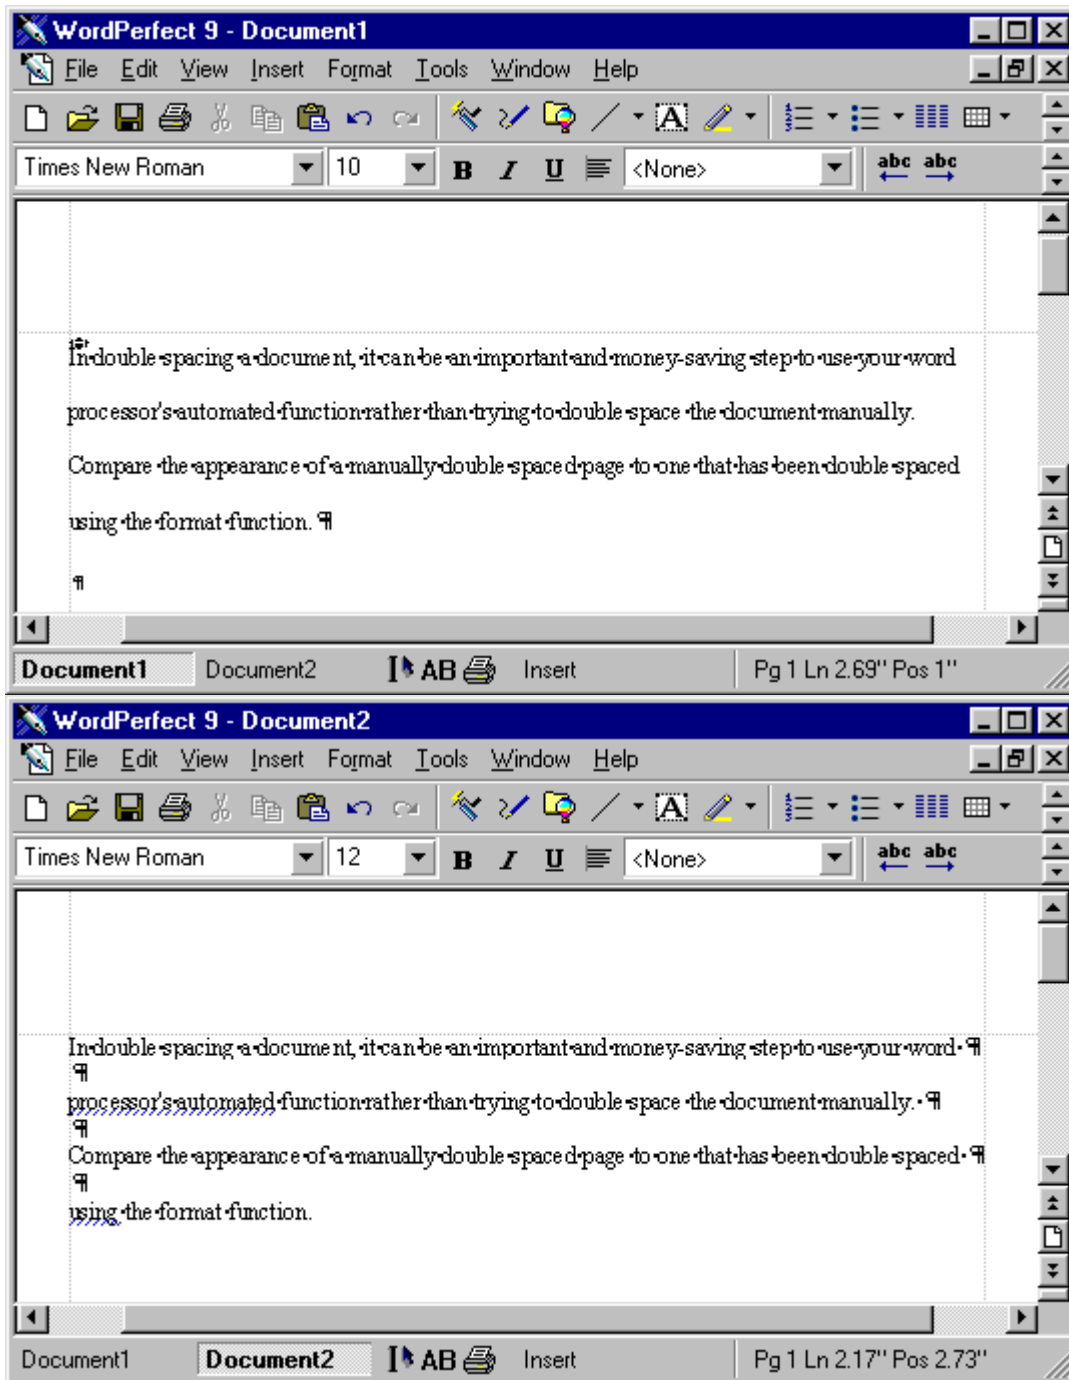 WordPerfect 9 - Document1
File Edit View Insert Format Tools Window Help
A
Times New Roman 10 B I U <None> abc abc
In double spacing a document, it can be an important and money-saving step to use your word
processor's automated function rather than trying to double space the document manually.
Compare the appearance of a manually double spaced page to one that has been double spaced
using the format function. ¶
¶
Document1 Document2 AB Insert Pg 1 Ln 2.69" Pos 1"
WordPerfect 9 - Document2
File Edit View Insert Format Tools Window Help
A
Times New Roman 12 B I U <None> abc abc
In double spacing a document, it can be an important and money-saving step to use your word ¶
¶
processor's automated function rather than trying to double space the document manually. ¶
¶
Compare the appearance of a manually double spaced page to one that has been double spaced ¶
¶
using the format function.
Document1 Document2 AB Insert Pg 1 Ln 2.17" Pos 2.73"